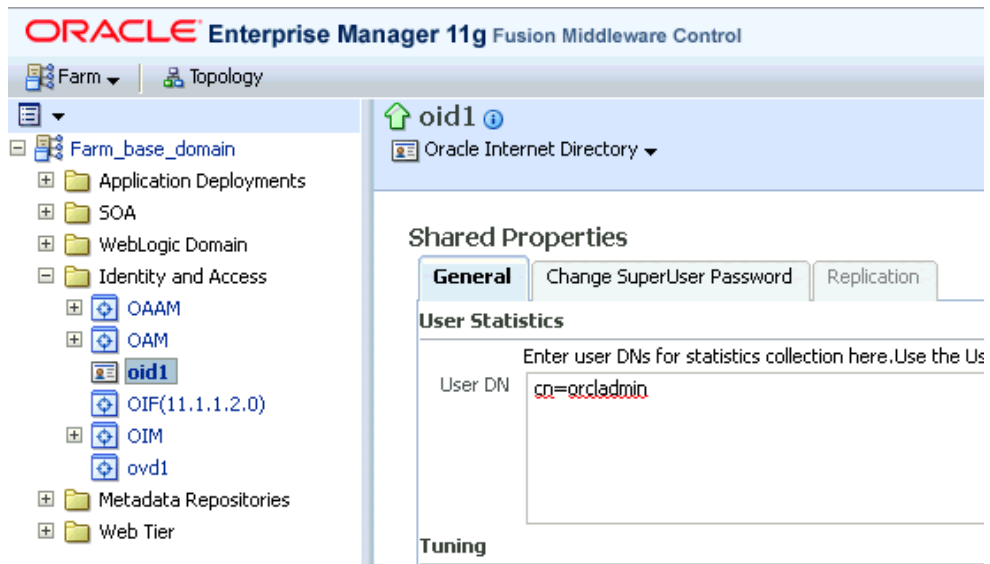 ORACLE Enterprise Manager 11g Fusion Middleware Control
Farm Topology
Farm_base_domain
Application Deployments
SOA
WebLogic Domain
Identity and Access
OAAM
OAM
oid1
OIF(11.1.1.2.0)
OIM
ovd1
Metadata Repositories
Web Tier
oid1
Oracle Internet Directory
Shared Properties
General Change SuperUser Password Replication
User Statistics
Enter user DNs for statistics collection here.Use the Us
User DN cn=orcladmin
Tuning